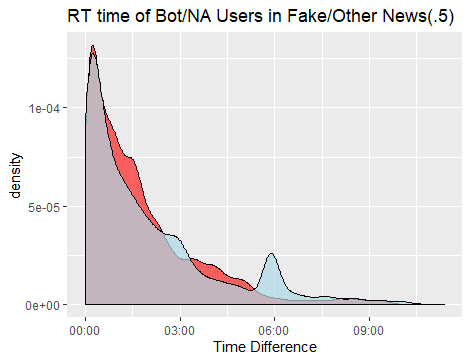 RT time of Bot/NA Users in Fake/Other News(.5)
density
1e-04
5e-05
0e+00
00:00 03:00 06:00 09:00
Time Difference